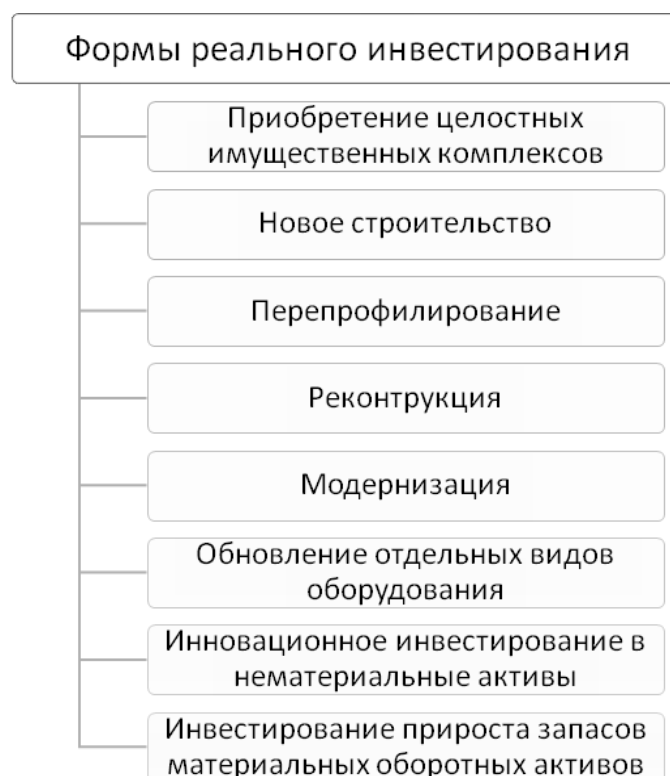 Формы реального инвестирования
Приобретение целостных
имущественных комплексов
Новое строительство
Перепрофилирование
Реконтрукция
Модернизация
Обновление отдельных видов
оборудования
Инновационное инвестирование в
нематериальные активы
Инвестирование прироста запасов
материальных оборотных активов